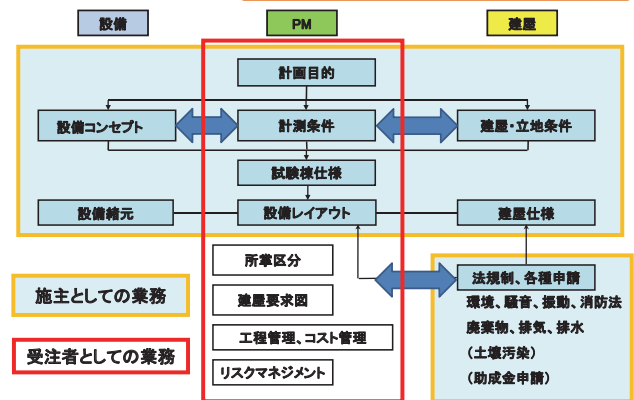 設備
PM
建屋
計画目的
設備コンセプト
計測条件
建屋・立地条件
試験棟仕様
設備緒元
設備レイアウト
建屋仕様
所掌区分
法規制、各種申請
施主としての業務
建屋要求図
環境、騒音、振動、消防法
廃棄物、排気、排水
工程管理、コスト管理
受注者としての業務
(土壌汚染)
リスクマネジメント
(助成金申請)